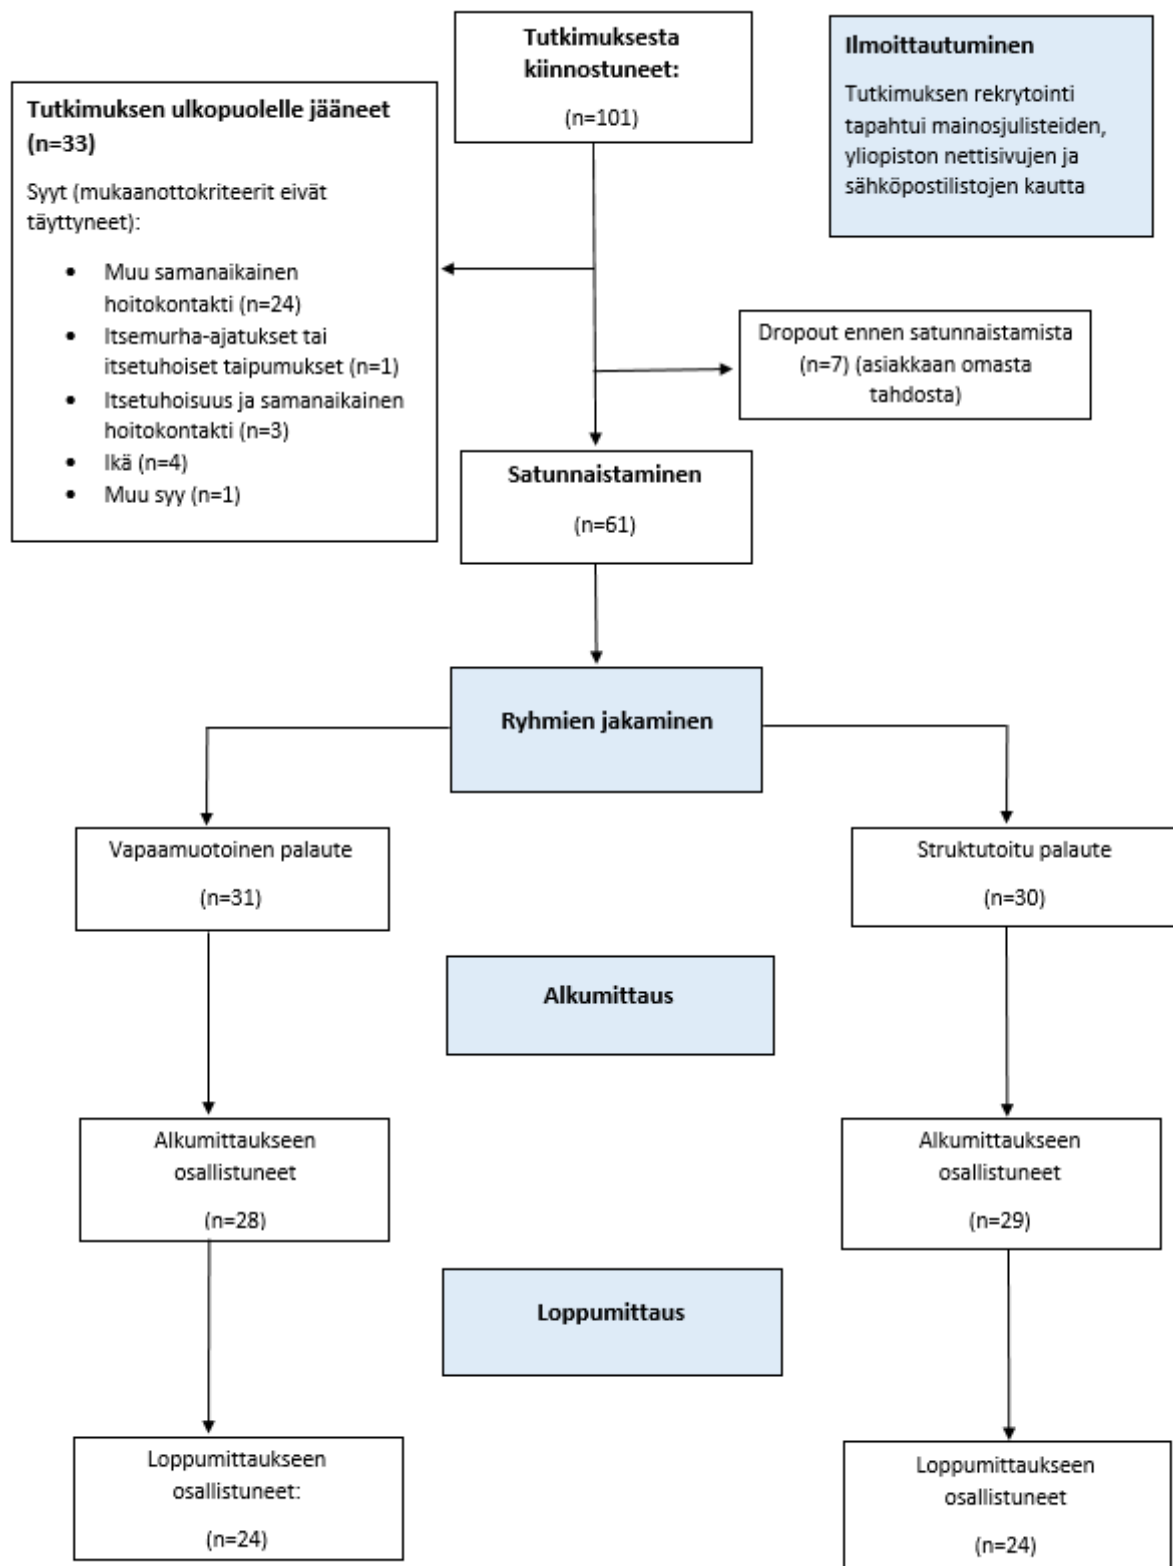 Tutkimuksesta
kiinnostuneet:
(n=101)
Ilmoittautuminen
Tutkimuksen rekrytointi
tapahtui mainosjulisteiden,
yliopiston nettisivujen ja
sähköpostilistojen kautta
Tutkimuksen ulkopuolelle jääneet
(n=33)
Syyt (mukaanottokriteerit eivät
täyttyneet):
• Muu samanaikainen
hoitokontakti (n=24)
• Itsemurha-ajatukset tai
itsetuhoiset taipumukset (n=1)
• Itsetuhoisuus ja samanaikainen
hoitokontakti (n=3)
• Ikä (n=4)
• Muu syy (n=1)
Dropout ennen satunnaistamista
(n=7) (asiakkaan omasta
tahdosta)
Satunnaistaminen
(n=61)
Ryhmien jakaminen
Vapaamuotoinen palaute
(n=31)
Struktutoitu palaute
(n=30)
Alkumittaus
Alkumittaukseen
osallistuneet
(n=28)
Alkumittaukseen
osallistuneet
(n=29)
Loppumittaus
Loppumittaukseen
osallistuneet:
(n=24)
Loppumittaukseen
osallistuneet
(n=24)